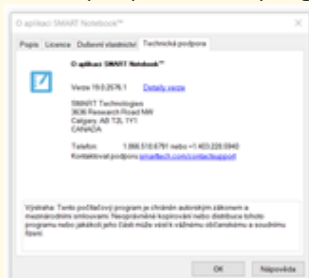 O aplikaci SMART Notebook™
Popis Licence Duševní vlastnictví Technická podpora
O aplikaci SMART Notebook™
Verze 19.0.2576.1 Detaily verze
SMART Technologies
3636 Research Road NW
Calgary, AB T2L 1Y1
CANADA
Telefon: 1.866.518.6791 nebo +1.403.228.5940
Kontaktovat podporu smarttech.com/contactsupport
Výstraha: Tento počítačový program je chráněn autorským zákonem a
mezinárodními smlouvami. Neoprávněné kopírování nebo distribuce tohoto
programu nebo jakákoli jeho část může vést k vážnému občanskému a soudnímu
řízení.
OK Nápověda